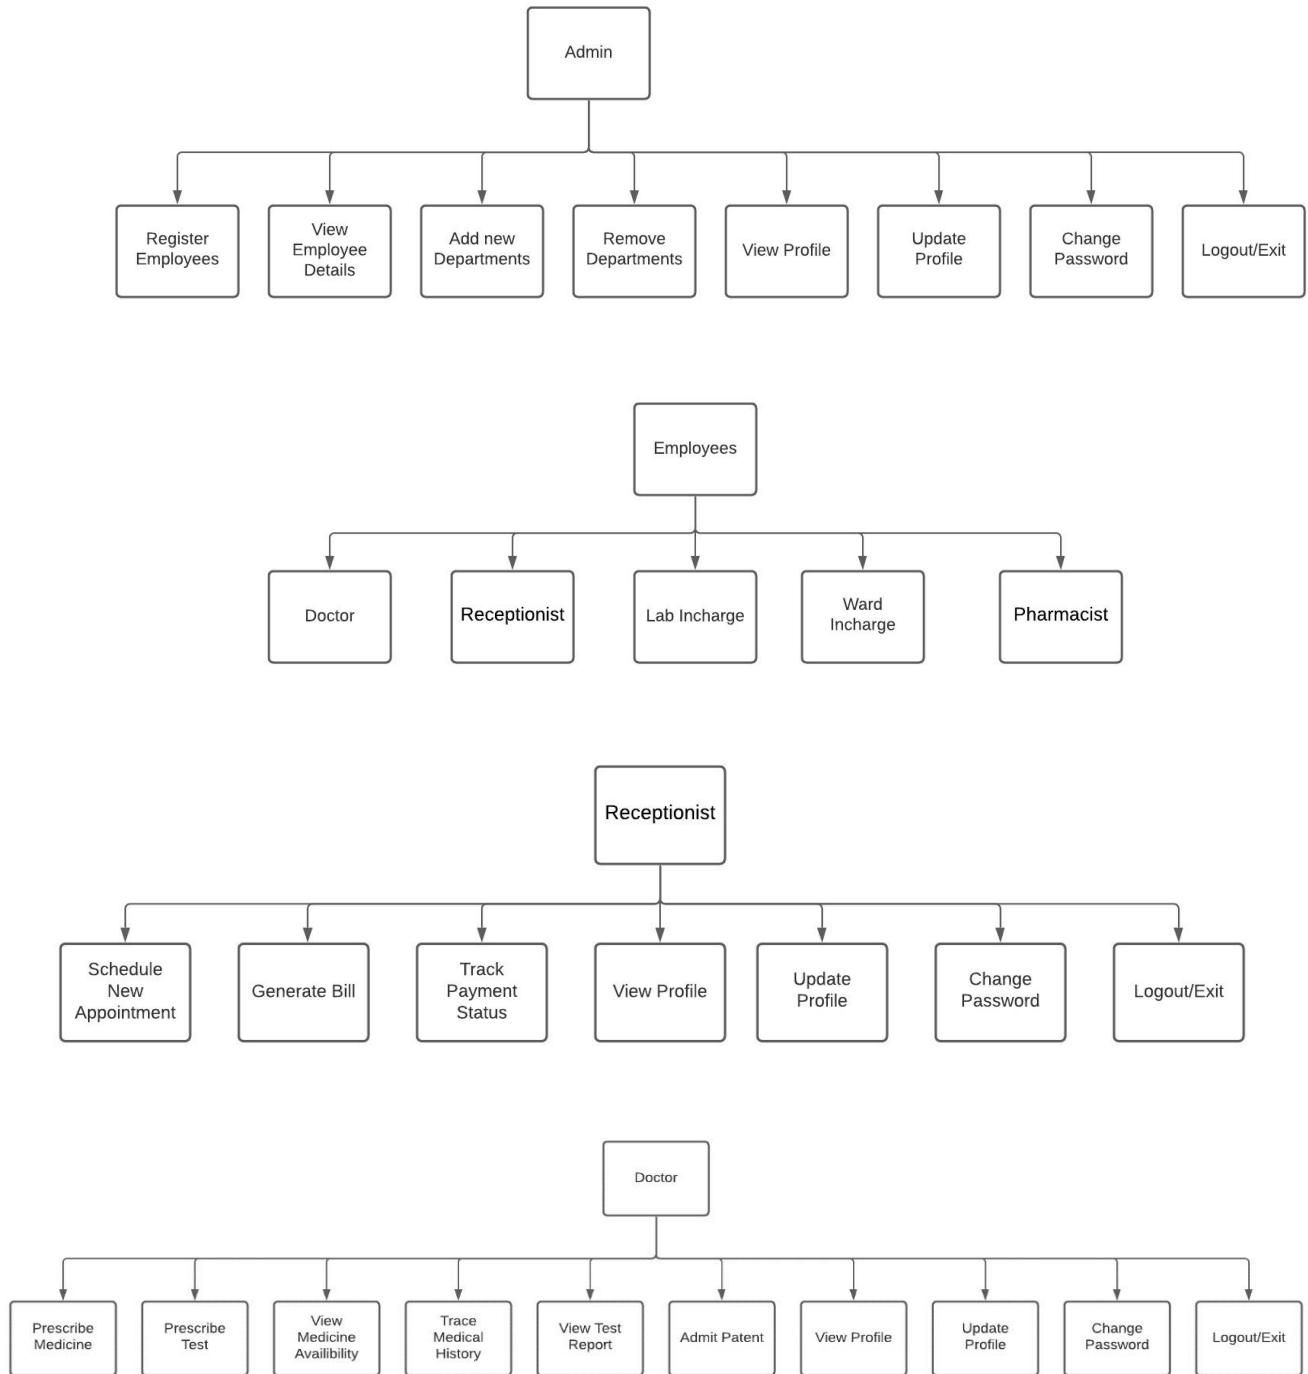 Admin
Register
Employees
View
Employee
Details
Add new
Departments
Remove
Departments
View Profile
Update
Profile
Change
Password
Logout/Exit
Employees
Doctor
Receptionist
Lab Incharge
Ward
Incharge
Pharmacist
Receptionist
Schedule
New
Appointment
Generate Bill
Track
Payment
Status
View Profile
Update
Profile
Change
Password
Logout/Exit
Doctor
Prescribe
Medicine
Prescribe
Test
View
Medicine
Availibility
Trace
Medical
History
View Test
Report
Admit Patent
View Profile
Update
Profile
Change
Password
Logout/Exit